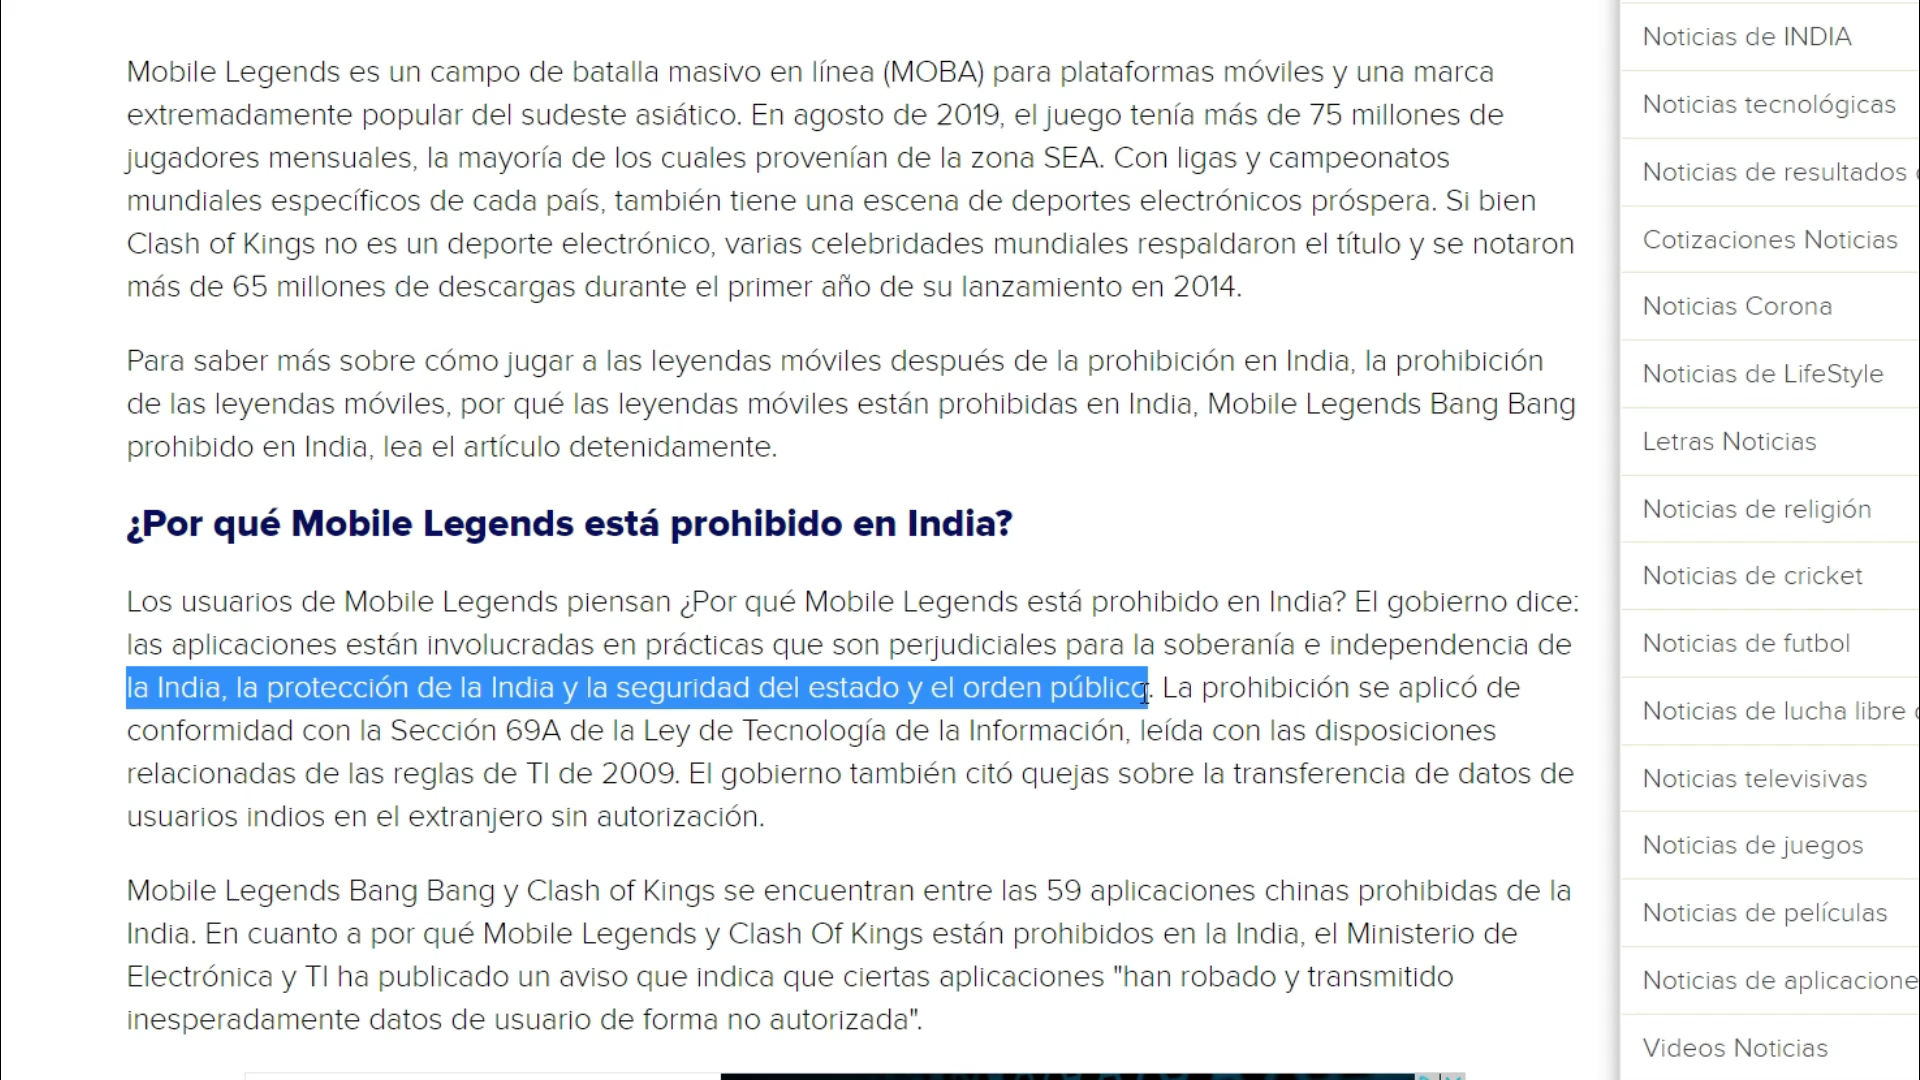 Mobile Legends es un campo de batalla masivo en línea (MOBA) para plataformas móviles y una marca
extremadamente popular del sudeste asiático. En agosto de 2019, el juego tenía más de 75 millones de
jugadores mensuales, la mayoría de los cuales provenían de la zona SEA. Con ligas y campeonatos
mundiales específicos de cada país, también tiene una escena de deportes electrónicos próspera. Si bien
Clash of Kings no es un deporte electrónico, varias celebridades mundiales respaldaron el título y se notaron
más de 65 millones de descargas durante el primer año de su lanzamiento en 2014.
Para saber más sobre cómo jugar a las leyendas móviles después de la prohibición en India, la prohibición
de las leyendas móviles, por qué las leyendas móviles están prohibidas en India, Mobile Legends Bang Bang
prohibido en India, lea el artículo detenidamente.
¿Por qué Mobile Legends está prohibido en India?
Los usuarios de Mobile Legends piensan ¿Por qué Mobile Legends está prohibido en India? El gobierno dice:
las aplicaciones están involucradas en prácticas que son perjudiciales para la soberanía e independencia de
la India, la protección de la India y la seguridad del estado y el orden público. La prohibición se aplicó de
conformidad con la Sección 69A de la Ley de Tecnología de la Información, leída con las disposiciones
relacionadas de las reglas de TI de 2009. El gobierno también citó quejas sobre la transferencia de datos de
usuarios indios en el extranjero sin autorización.
Mobile Legends Bang Bang y Clash of Kings se encuentran entre las 59 aplicaciones chinas prohibidas de la
India. En cuanto a por qué Mobile Legends y Clash Of Kings están prohibidos en la India, el Ministerio de
Electrónica y TI ha publicado un aviso que indica que ciertas aplicaciones "han robado y transmitido
inesperadamente datos de usuario de forma no autorizada".
Noticias de INDIA
Noticias tecnológicas
Noticias de resultados
Cotizaciones Noticias
Noticias Corona
Noticias de LifeStyle
Letras Noticias
Noticias de religión
Noticias de cricket
Noticias de futbol
Noticias de lucha libre
Noticias televisivas
Noticias de juegos
Noticias de películas
Noticias de aplicacione
Videos Noticias